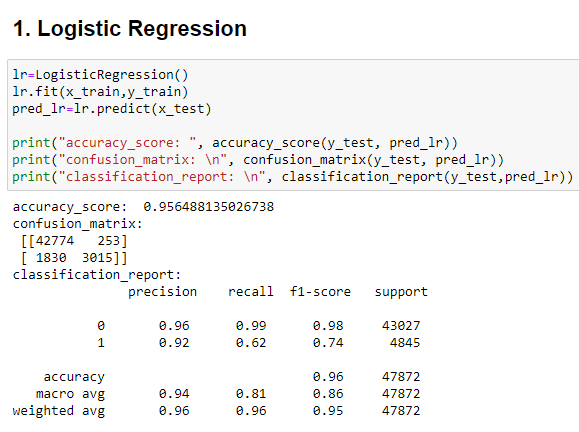 1. Logistic Regression
lr=LogisticRegression()
lr.fit(x_train,y_train)
pred_lr=lr.predict(x_test)
print("accuracy_score: ", accuracy_score(y_test, pred_lr))
print("confusion_matrix: \n", confusion_matrix(y_test, pred_lr))
print("classification_report: \n", classification_report(y_test,pred_lr))
accuracy_score:  0.956488135026738
confusion_matrix:
 [[42774   253]
 [ 1830  3015]]
classification_report:
               precision    recall  f1-score   support
           0       0.96      0.99      0.98     43027
           1       0.92      0.62      0.74      4845
    accuracy                           0.96     47872
   macro avg       0.94      0.81      0.86     47872
weighted avg       0.96      0.96      0.95     47872